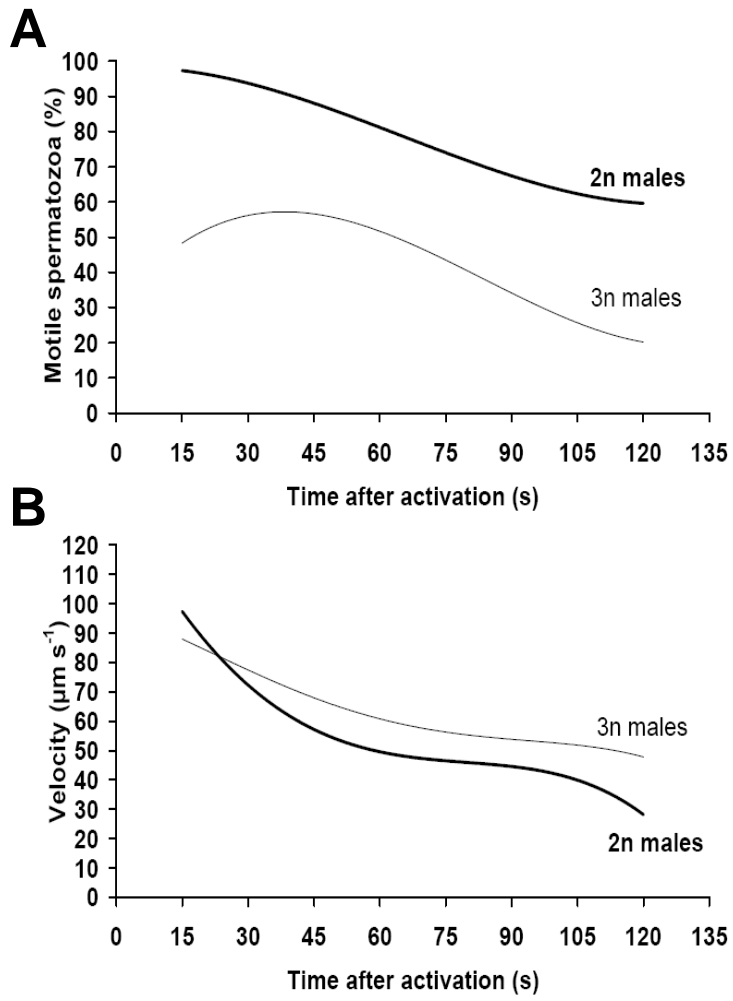 A
Motile spermatozoa (%)
100
90
80
70
60
50
40
30
20
10
0
2n males
3n males
0 15 30 45 60 75 90 105 120 135
Time after activation (s)
B
Velocity (µm s⁻¹)
120
110
100
90
80
70
60
50
40
30
20
10
0
3n males
2n males
0 15 30 45 60 75 90 105 120 135
Time after activation (s)